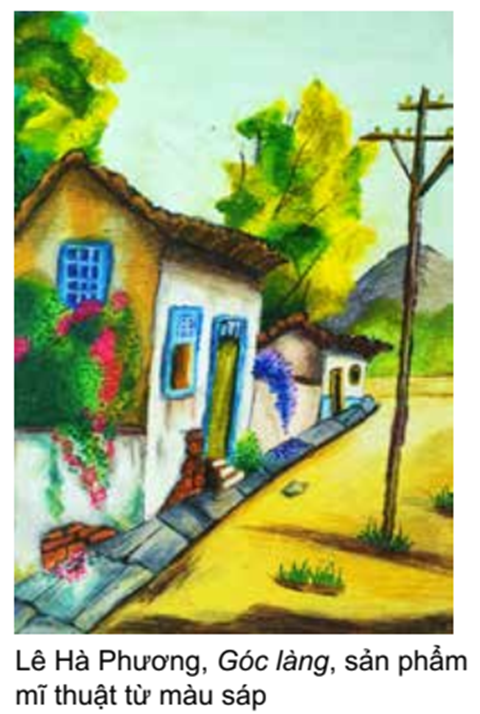 Lê Hà Phương, Góc làng, sản phẩm
mĩ thuật từ màu sáp